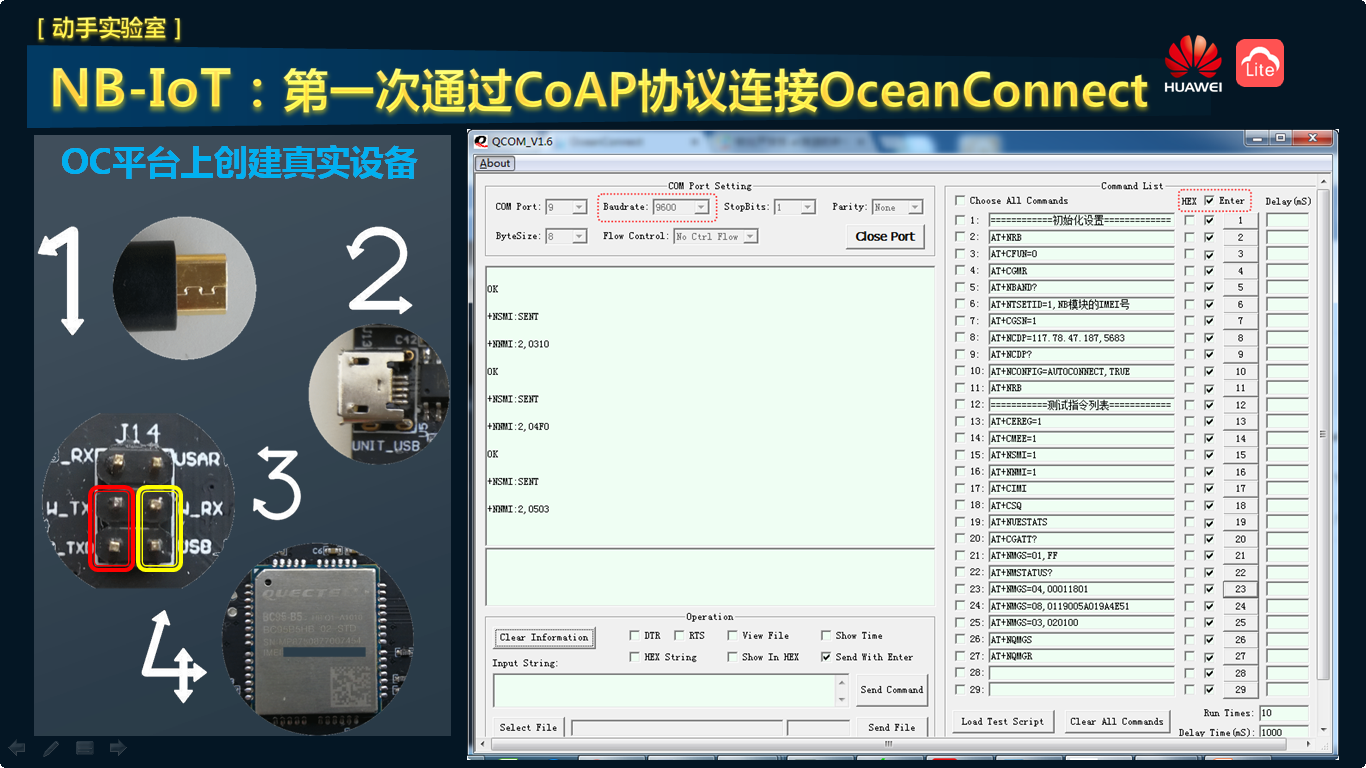 [ 动手实验室 ]
NB-IoT：第一次通过CoAP协议连接OceanConnect
HUAWEI
Lite
OC平台上创建真实设备
1
2
J13
C42
U5
UNIT_USB
J14
_RX
USAR
W_TX
W_RX
_TXD
USB
3
4
C6
QUECTEL
BC95-B5
QCOM_V1.6
About
COM Port Setting
COM Port: 9 Baudrate: 9600 StopBits: 1 Parity: None
ByteSize: 8 Flow Control: No Ctrl Flow Close Port
OK
+NSMI:SENT
+NNMI:2,0310
OK
+NSMI:SENT
+NNMI:2,04F0
OK
+NSMI:SENT
+NNMI:2,0503
Operation
Clear Information DTR RTS View File Show Time
HEX String Show In HEX Send With Enter
Input String:
Send Command
Select File Send File
Command List
Choose All Commands HEX Enter Delay(mS)
1: ============初始化设置============= 1
2: AT+NRB 2
3: AT+CFUN=0 3
4: AT+CGMR 4
5: AT+NBAND? 5
6: AT+NTSETID=1,NB模块的IMEI号 6
7: AT+CGSN=1 7
8: AT+NCDP=117.78.47.187,5683 8
9: AT+NCDP? 9
10: AT+NCONFIG=AUTOCONNECT,TRUE 10
11: AT+NRB 11
12: ===========测试指令列表============ 12
13: AT+CEREG=1 13
14: AT+CMEE=1 14
15: AT+NSMI=1 15
16: AT+NNMI=1 16
17: AT+CIMI 17
18: AT+CSQ 18
19: AT+NUESTATS 19
20: AT+CGATT? 20
21: AT+NMGS=01,FF 21
22: AT+NMSTATUS? 22
23: AT+NMGS=04,00011801 23
24: AT+NMGS=08,0119005A019A4E51 24
25: AT+NMGS=03,020100 25
26: AT+NQMGS 26
27: AT+NQMGR 27
28: 28
29: 29
Load Test Script Clear All Commands Run Times: 10
Delay Time(mS): 1000